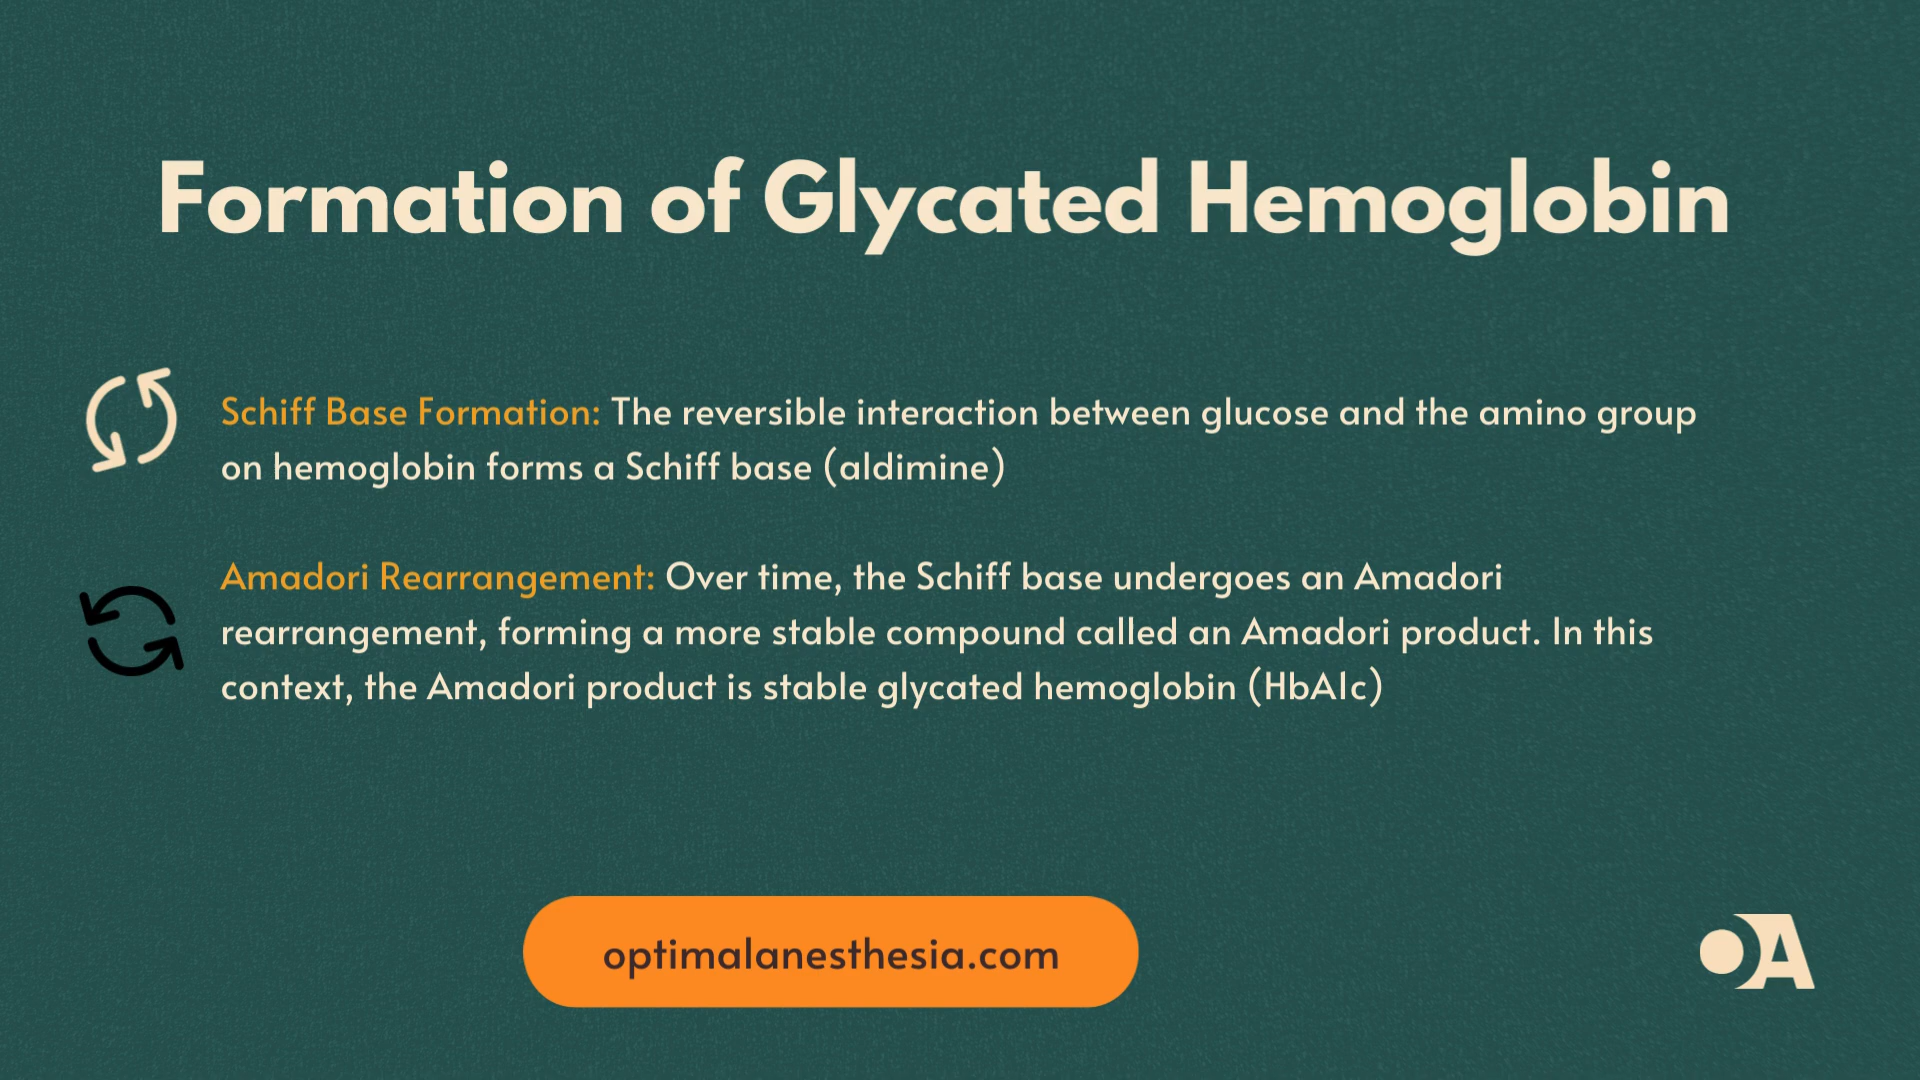 Formation of Glycated Hemoglobin
Schiff Base Formation: The reversible interaction between glucose and the amino group
on hemoglobin forms a Schiff base (aldimine)
Amadori Rearrangement: Over time, the Schiff base undergoes an Amadori
rearrangement, forming a more stable compound called an Amadori product. In this
context, the Amadori product is stable glycated hemoglobin (HbA1c)
optimalanesthesia.com
OA